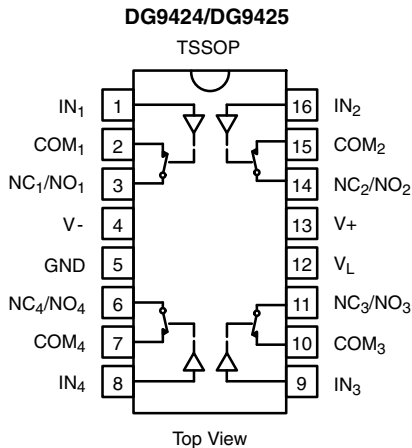 DG9424/DG9425
TSSOP
IN1 1 16 IN2
COM1 2 15 COM2
NC1/NO1 3 14 NC2/NO2
V- 4 13 V+
GND 5 12 VL
NC4/NO4 6 11 NC3/NO3
COM4 7 10 COM3
IN4 8 9 IN3
Top View